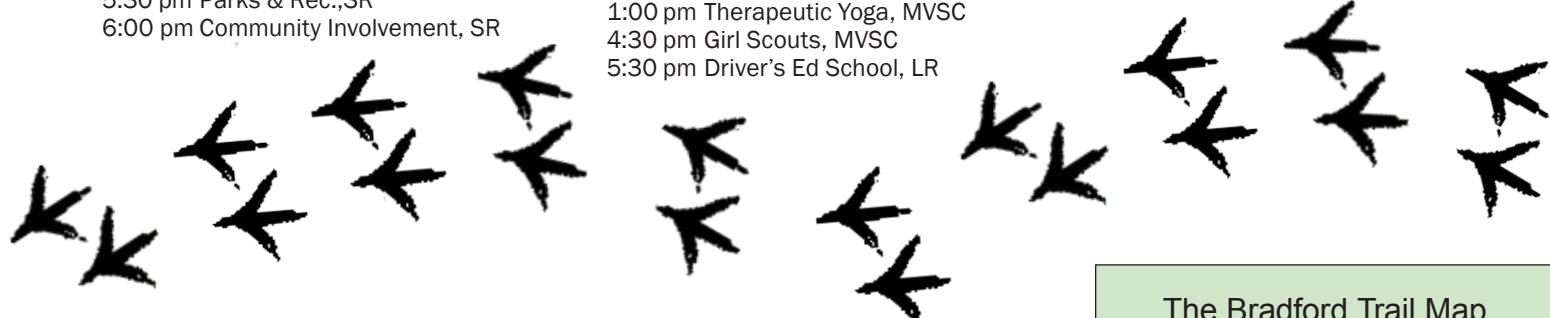 5:30 pm Parks & Rec.,SR
6:00 pm Community Involvement, SR
1:00 pm Therapeutic Yoga, MVSC
4:30 pm Girl Scouts, MVSC
5:30 pm Driver’s Ed School, LR
The Bradford Trail Map